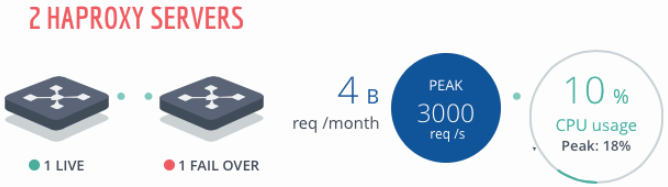 2 HAPROXY SERVERS
1 LIVE
1 FAIL OVER
4 B
req /month
PEAK
3000
req /s
10 %
CPU usage
Peak: 18%